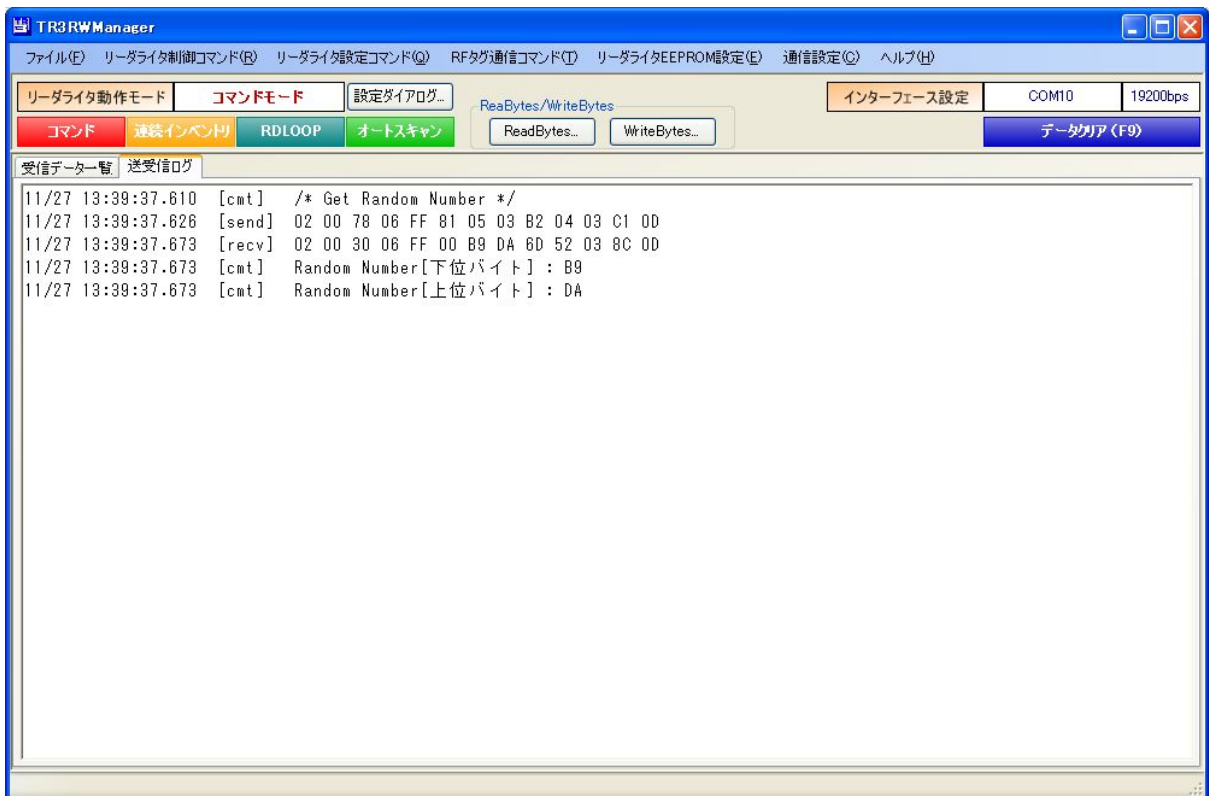 TR3RWManager
ファイル(F) リーダライタ制御コマンド(R) リーダライタ設定コマンド(Q) RFタグ通信コマンド(T) リーダライタEEPROM設定(E) 通信設定(C) ヘルプ(H)
リーダライタ動作モード コマンドモード 設定ダイアログ... ReaBytes/WriteBytes インターフェース設定 COM10 19200bps
コマンド 連続インベントリ RDLOOP オートスキャン ReadBytes... WriteBytes... データクリア (F9)
受信データ一覧 送受信ログ
11/27 13:39:37.610 [cmt] /* Get Random Number */
11/27 13:39:37.626 [send] 02 00 78 06 FF 81 05 03 B2 04 03 C1 0D
11/27 13:39:37.673 [recv] 02 00 30 06 FF 00 B9 DA 6D 52 03 8C 0D
11/27 13:39:37.673 [cmt] Random Number[下位バイト] : B9
11/27 13:39:37.673 [cmt] Random Number[上位バイト] : DA